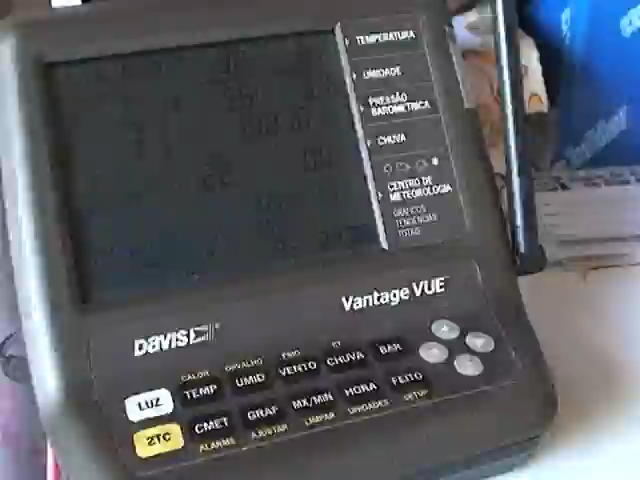 TEMPERATURA
UMIDADE
PRESSÃO
BAROMÉTRICA
CHUVA
CENTRO DE
METEOROLOGIA
GRÁFICOS
TENDÊNCIAS
TOTAIS
Vantage VUE
DAVIS
CALOR ORVALHO FRIO ET
LUZ TEMP UMID VENTO CHUVA BAR
2TC CMET GRAF MX/MIN HORA FEITO
ALARME AJUSTAR LIMPAR UNIDADES SETUP